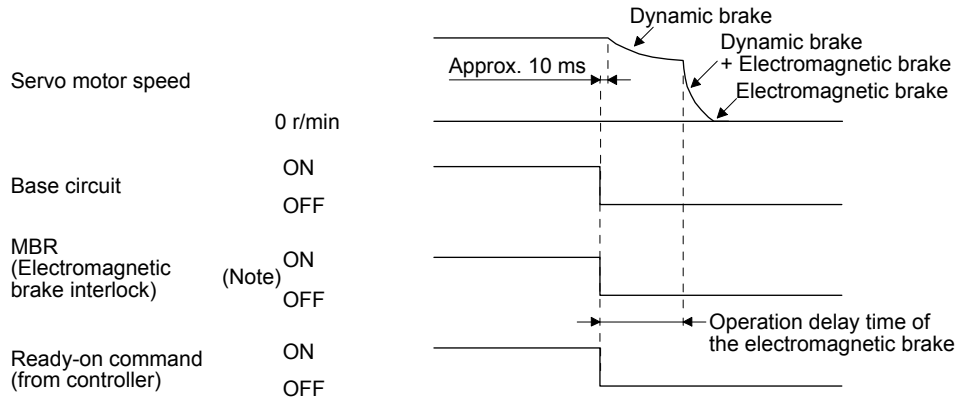 Dynamic brake
Dynamic brake
+ Electromagnetic brake
Approx. 10 ms
Servo motor speed
Electromagnetic brake
0 r/min
ON
Base circuit
OFF
MBR
(Electromagnetic
brake interlock)
(Note)
ON
OFF
Operation delay time of
the electromagnetic brake
Ready-on command
(from controller)
ON
OFF